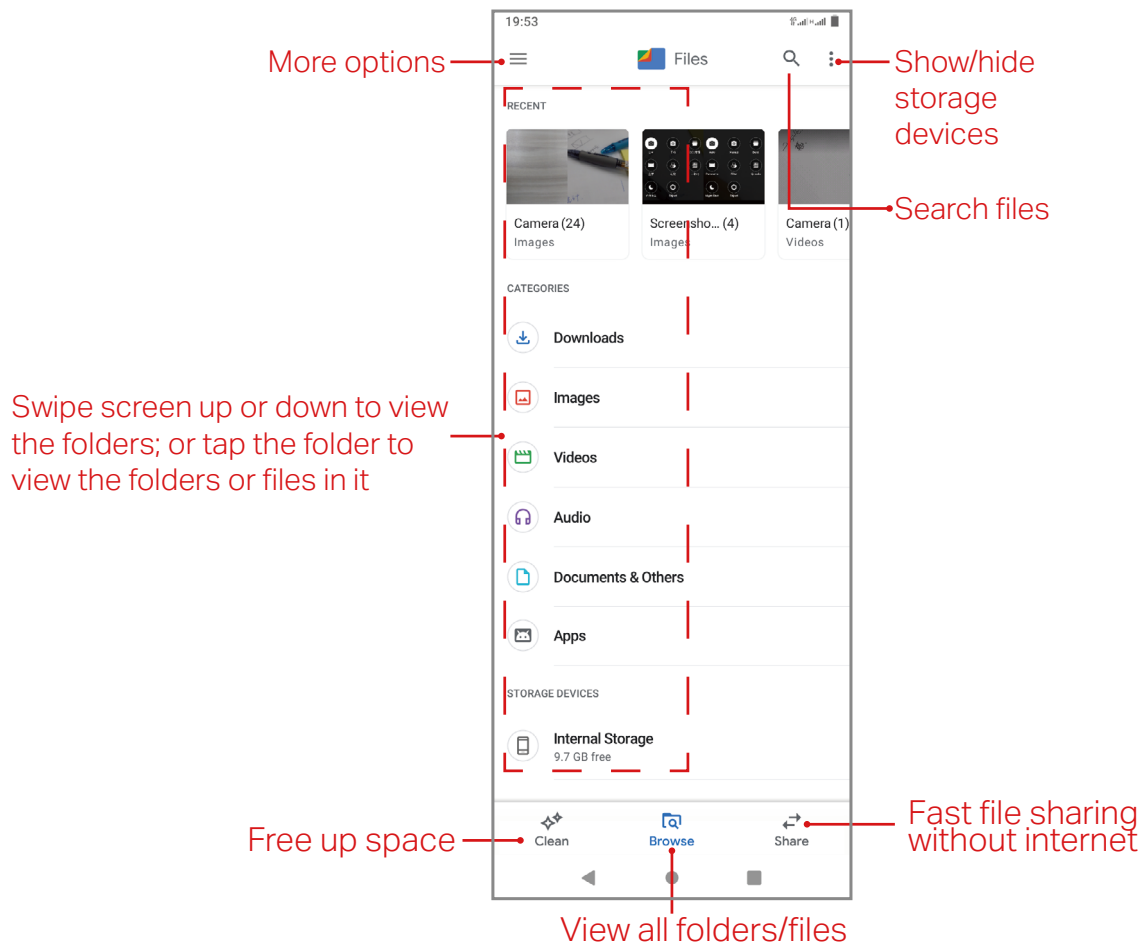 19:53
More options
Files
Show/hide
storage
devices
RECENT
Search files
Camera (24)
Images
Screensho... (4)
Images
Camera (1)
Videos
CATEGORIES
Downloads
Images
Swipe screen up or down to view
the folders; or tap the folder to
view the folders or files in it
Videos
Audio
Documents & Others
Apps
STORAGE DEVICES
Internal Storage
9.7 GB free
Free up space
Clean
Browse
Share
Fast file sharing
without internet
View all folders/files